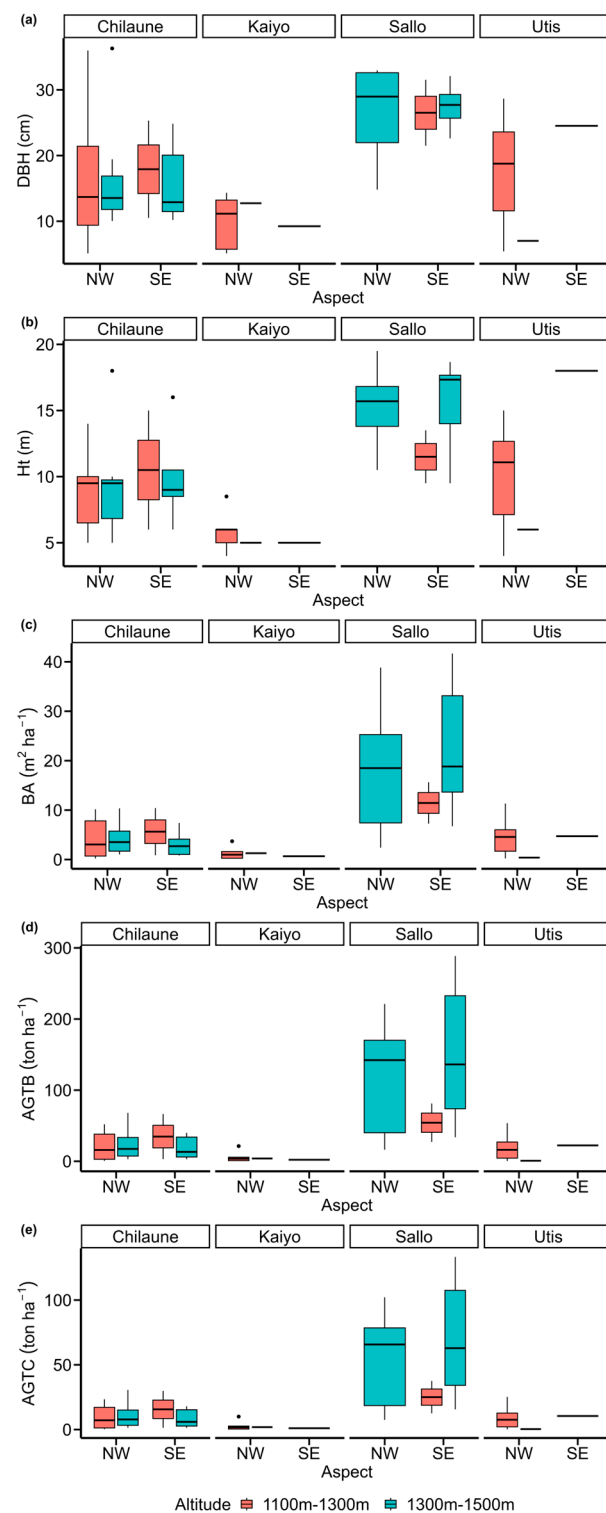 (a)
Chilaune Kaiyo Sallo Utis
DBH (cm)
30
20
10
NW SE NW SE NW SE NW SE
Aspect
(b)
Chilaune Kaiyo Sallo Utis
Ht (m)
20
15
10
5
NW SE NW SE NW SE NW SE
Aspect
(c)
Chilaune Kaiyo Sallo Utis
BA (m² ha⁻¹)
40
30
20
10
0
NW SE NW SE NW SE NW SE
Aspect
(d)
Chilaune Kaiyo Sallo Utis
AGTB (ton ha⁻¹)
300
200
100
0
NW SE NW SE NW SE NW SE
Aspect
(e)
Chilaune Kaiyo Sallo Utis
AGTC (ton ha⁻¹)
100
50
0
NW SE NW SE NW SE NW SE
Aspect
Altitude 1100m-1300m 1300m-1500m